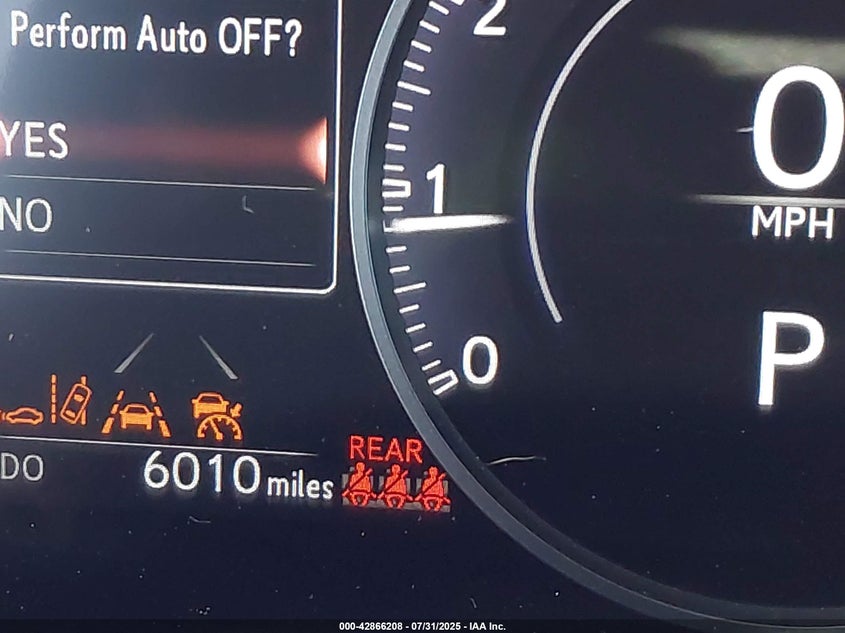 Perform Auto OFF?
YES
NO
2
1
0
0
MPH
P
DO
6010 miles
REAR
000-42866208 - 07/31/2025 - IAA Inc.